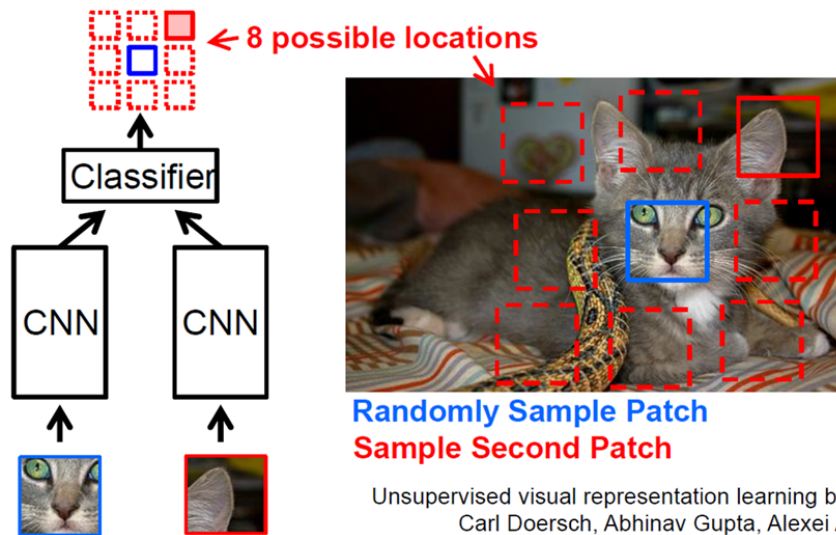 8 possible locations
Classifier
CNN
CNN
Randomly Sample Patch
Sample Second Patch
Unsupervised visual representation learning b
Carl Doersch, Abhinav Gupta, Alexei